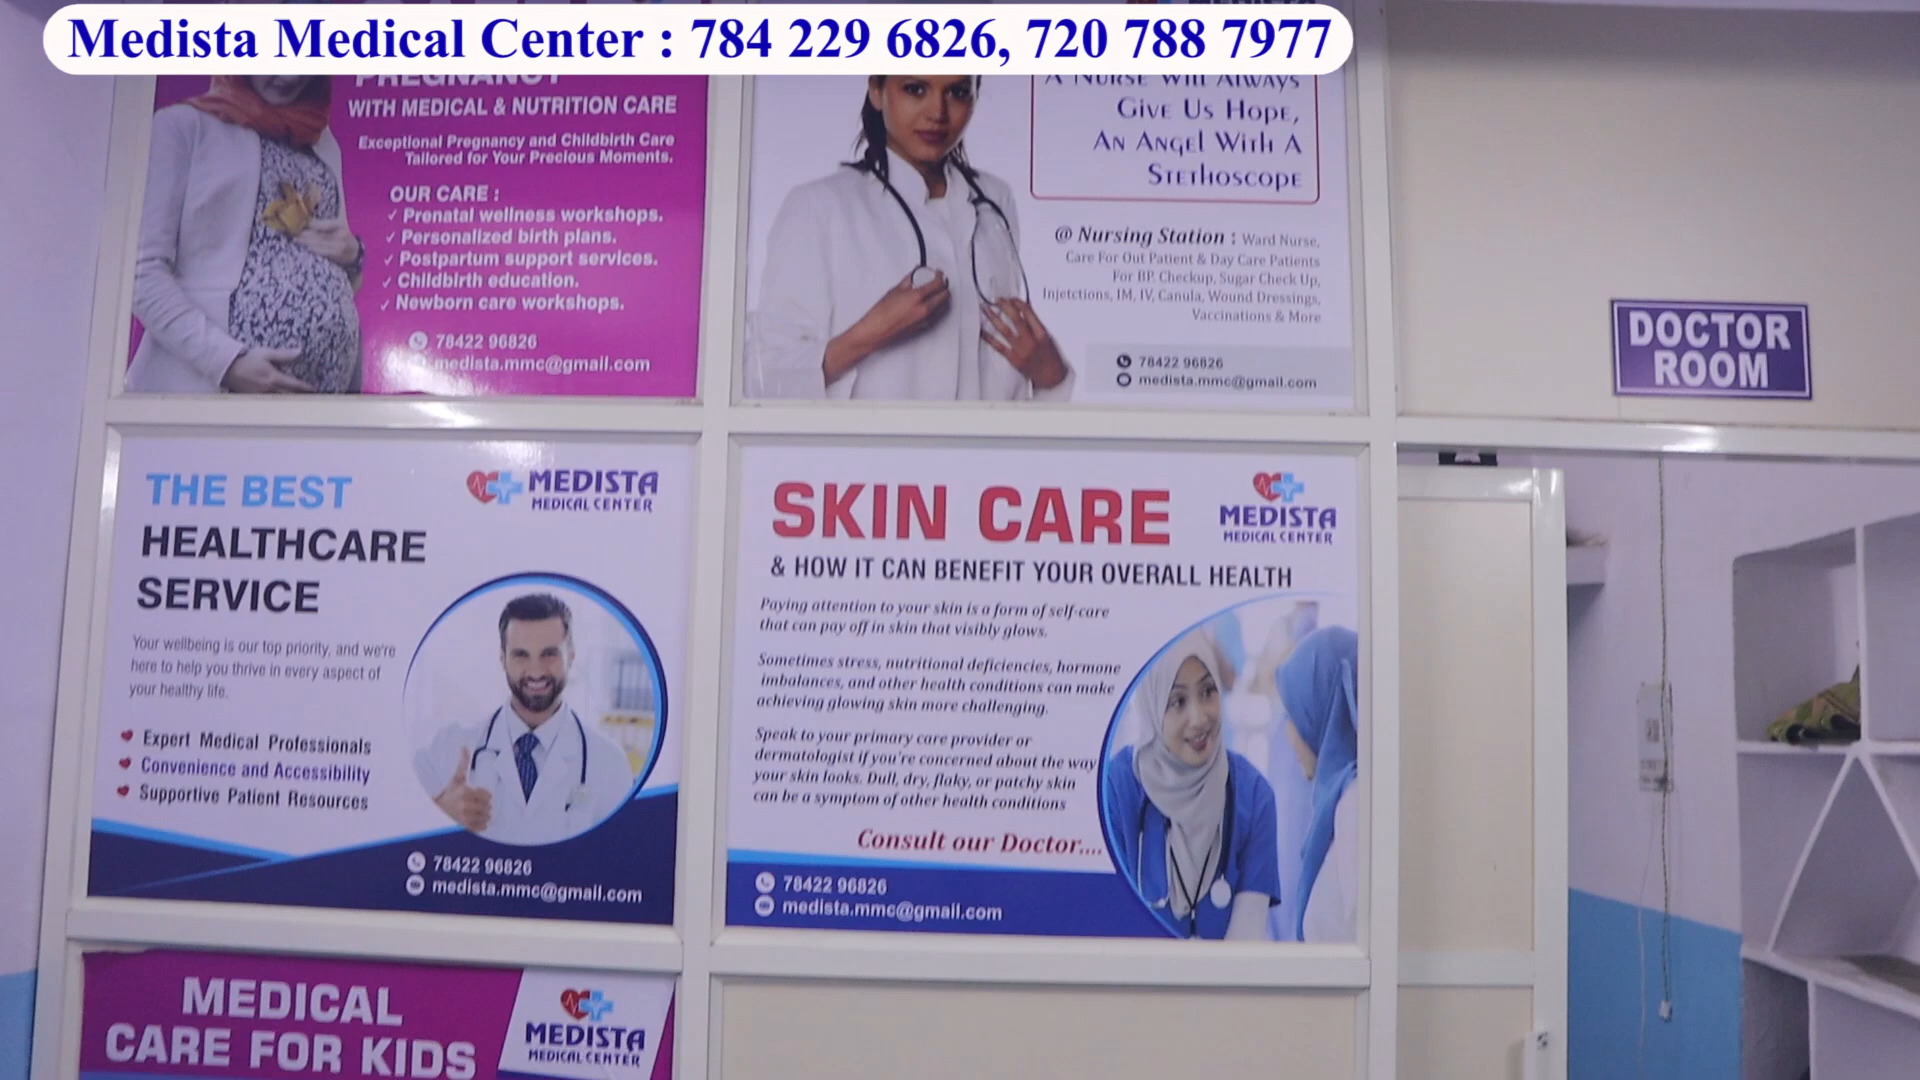 Medista Medical Center : 784 229 6826, 720 788 7977
PREGNANCY
WITH MEDICAL & NUTRITION CARE
Exceptional Pregnancy and Childbirth Care
Tailored for Your Precious Moments.
OUR CARE :
✓ Prenatal wellness workshops.
✓ Personalized birth plans.
✓ Postpartum support services.
✓ Childbirth education.
✓ Newborn care workshops.
78422 96826
medista.mmc@gmail.com
A Nurse Will Always
Give Us Hope,
An Angel With A
Stethoscope
@ Nursing Station : Ward Nurse,
Care For Out Patient & Day Care Patients
For BP. Checkup, Sugar Check Up,
Injetctions, IM, IV, Canula, Wound Dressings,
Vaccinations & More
78422 96826
medista.mmc@gmail.com
DOCTOR
ROOM
THE BEST
HEALTHCARE
SERVICE
MEDISTA
MEDICAL CENTER
Your wellbeing is our top priority, and we're
here to help you thrive in every aspect of
your healthy life.
Expert Medical Professionals
Convenience and Accessibility
Supportive Patient Resources
78422 96826
medista.mmc@gmail.com
SKIN CARE
MEDISTA
MEDICAL CENTER
& HOW IT CAN BENEFIT YOUR OVERALL HEALTH
Paying attention to your skin is a form of self-care
that can pay off in skin that visibly glows.
Sometimes stress, nutritional deficiencies, hormone
imbalances, and other health conditions can make
achieving glowing skin more challenging.
Speak to your primary care provider or
dermatologist if you're concerned about the way
your skin looks. Dull, dry, flaky, or patchy skin
can be a symptom of other health conditions
Consult our Doctor....
78422 96826
medista.mmc@gmail.com
MEDICAL
CARE FOR KIDS
MEDISTA
MEDICAL CENTER